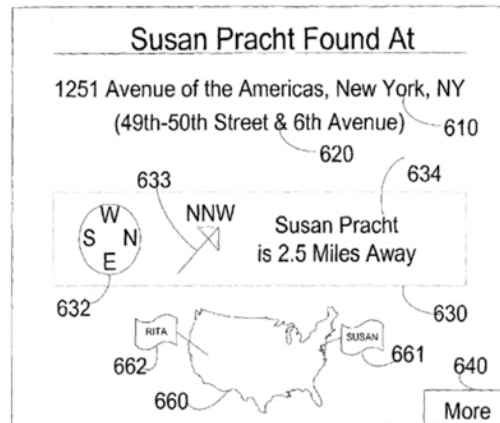 Susan Pracht Found At
1251 Avenue of the Americas, New York, NY
610
(49th-50th Street & 6th Avenue)
620
633
634
W
S N
E
NNW
Susan Pracht
is 2.5 Miles Away
632
630
RITA
SUSAN
662
661
640
660
More